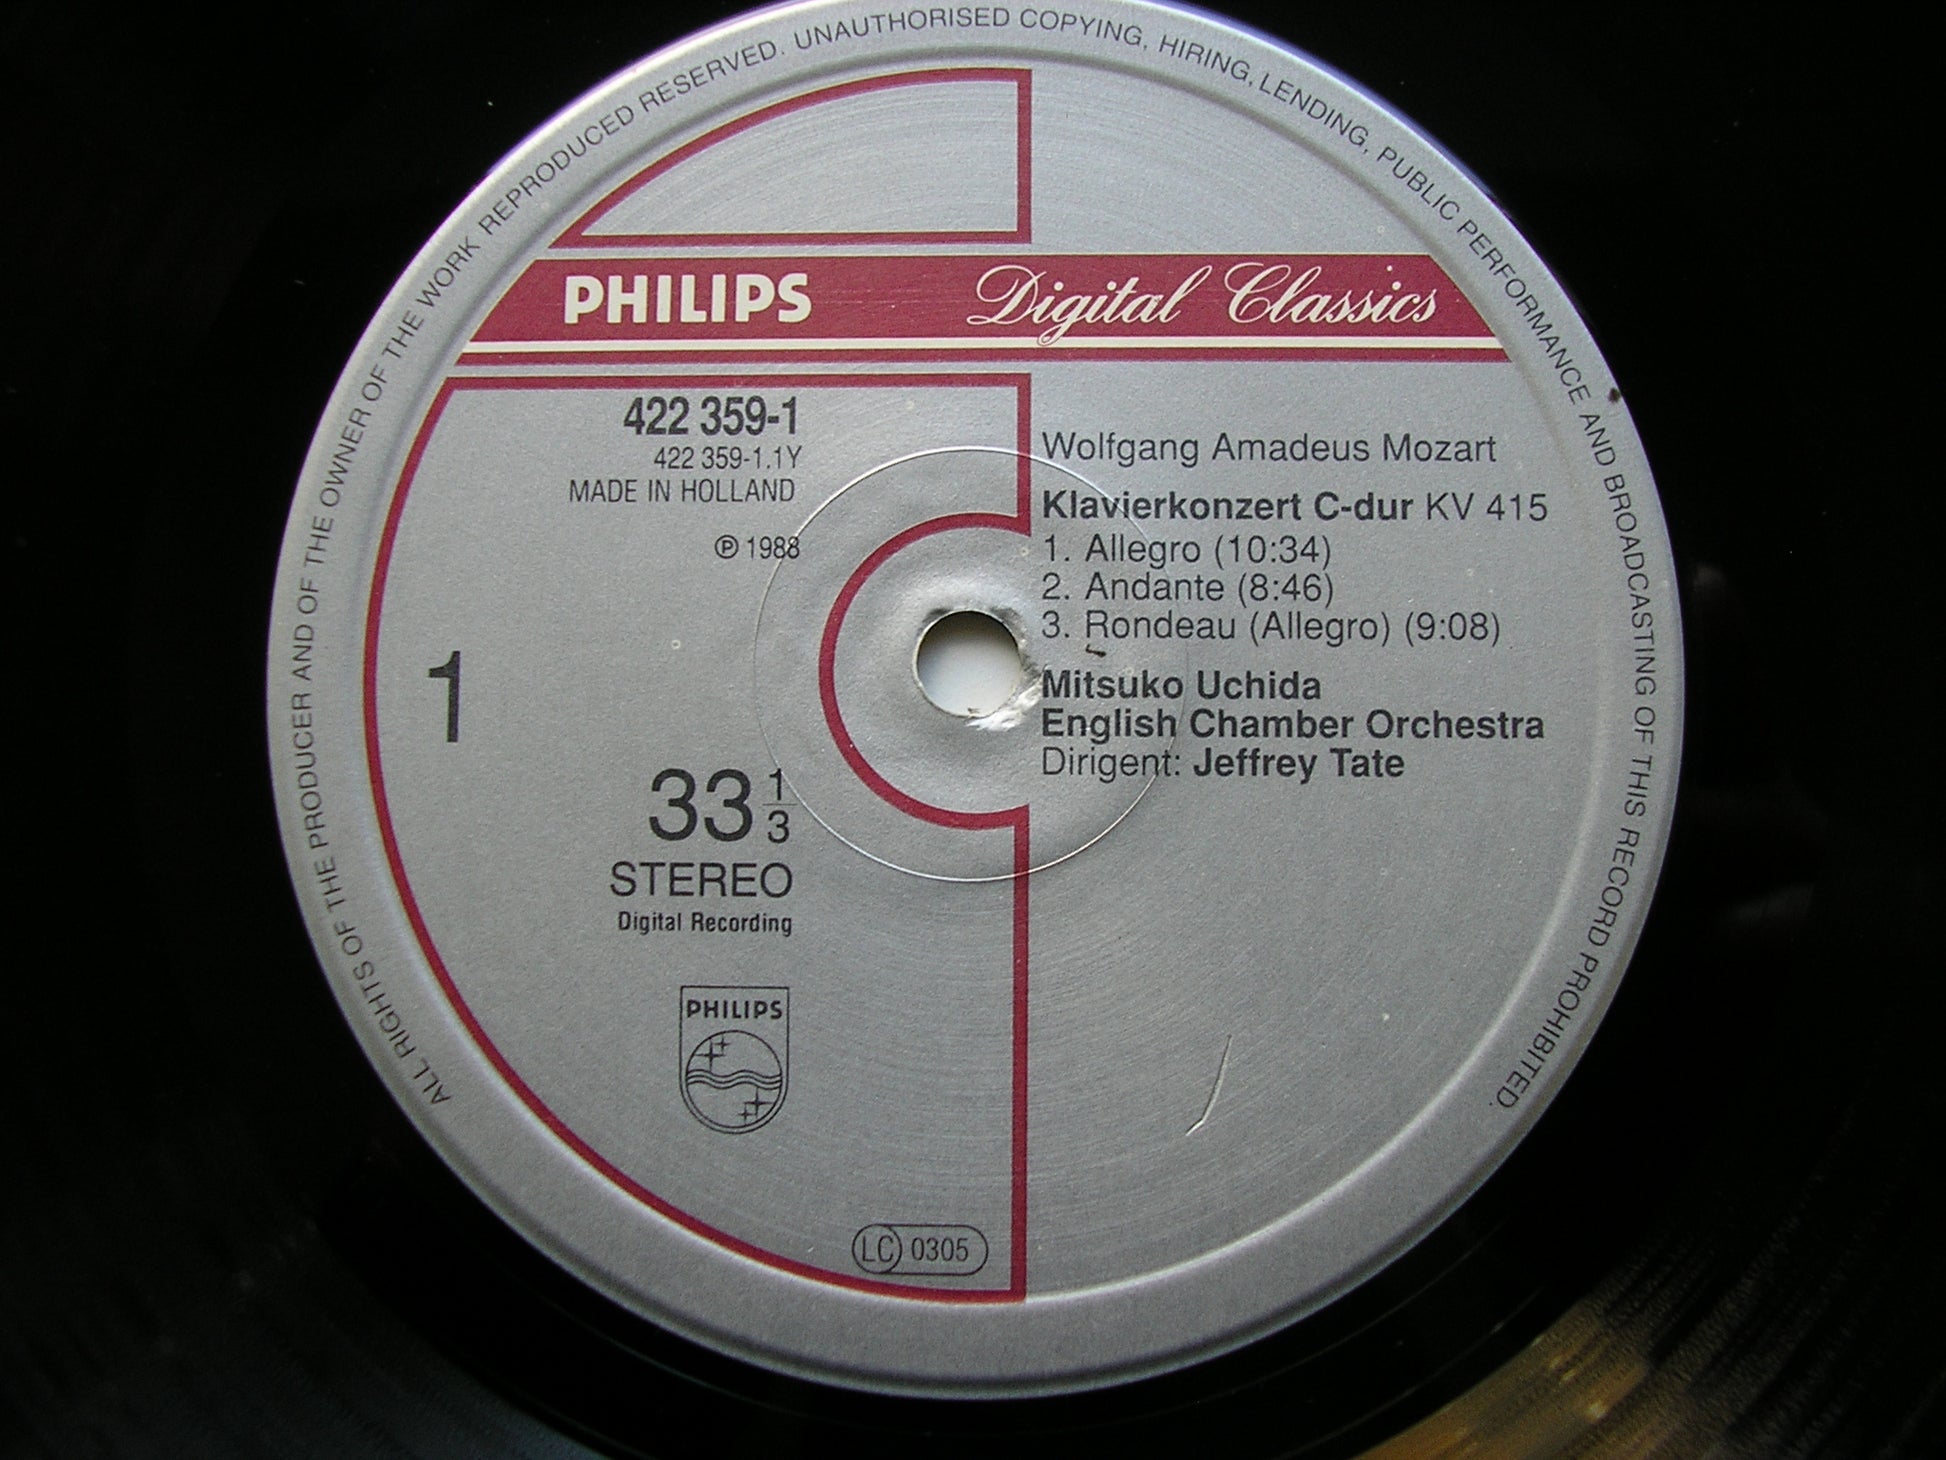 ALL RIGHTS OF THE PRODUCER AND OF THE OWNER OF THE WORK REPRODUCED RESERVED. UNAUTHORISED COPYING, HIRING, LENDING, PUBLIC PERFORMANCE AND BROADCASTING OF THIS RECORD PROHIBITED.
PHILIPS Digital Classics
422 359-1
422 359-1.1Y
MADE IN HOLLAND
℗ 1988
1
33 1/3
STEREO
Digital Recording
PHILIPS
LC 0305
Wolfgang Amadeus Mozart
Klavierkonzert C-dur KV 415
1. Allegro (10:34)
2. Andante (8:46)
3. Rondeau (Allegro) (9:08)
Mitsuko Uchida
English Chamber Orchestra
Dirigent: Jeffrey Tate